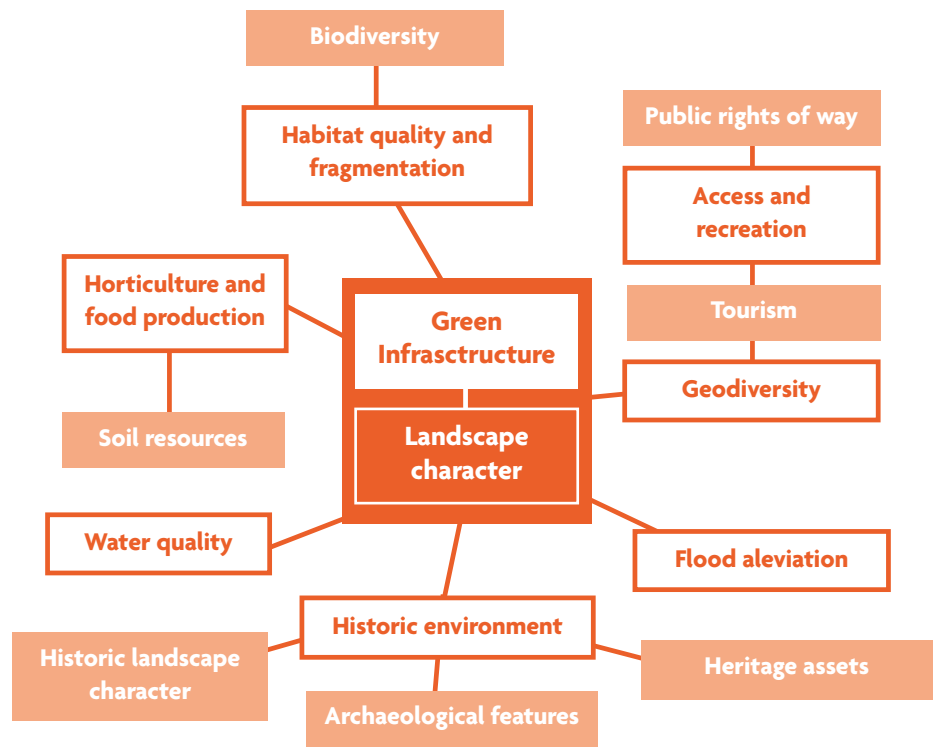 Biodiversity
Habitat quality and
fragmentation
Public rights of way
Access and
recreation
Tourism
Geodiversity
Horticulture and
food production
Soil resources
Green
Infrasctructure
Landscape
character
Water quality
Flood aleviation
Historic environment
Historic landscape
character
Archaeological features
Heritage assets